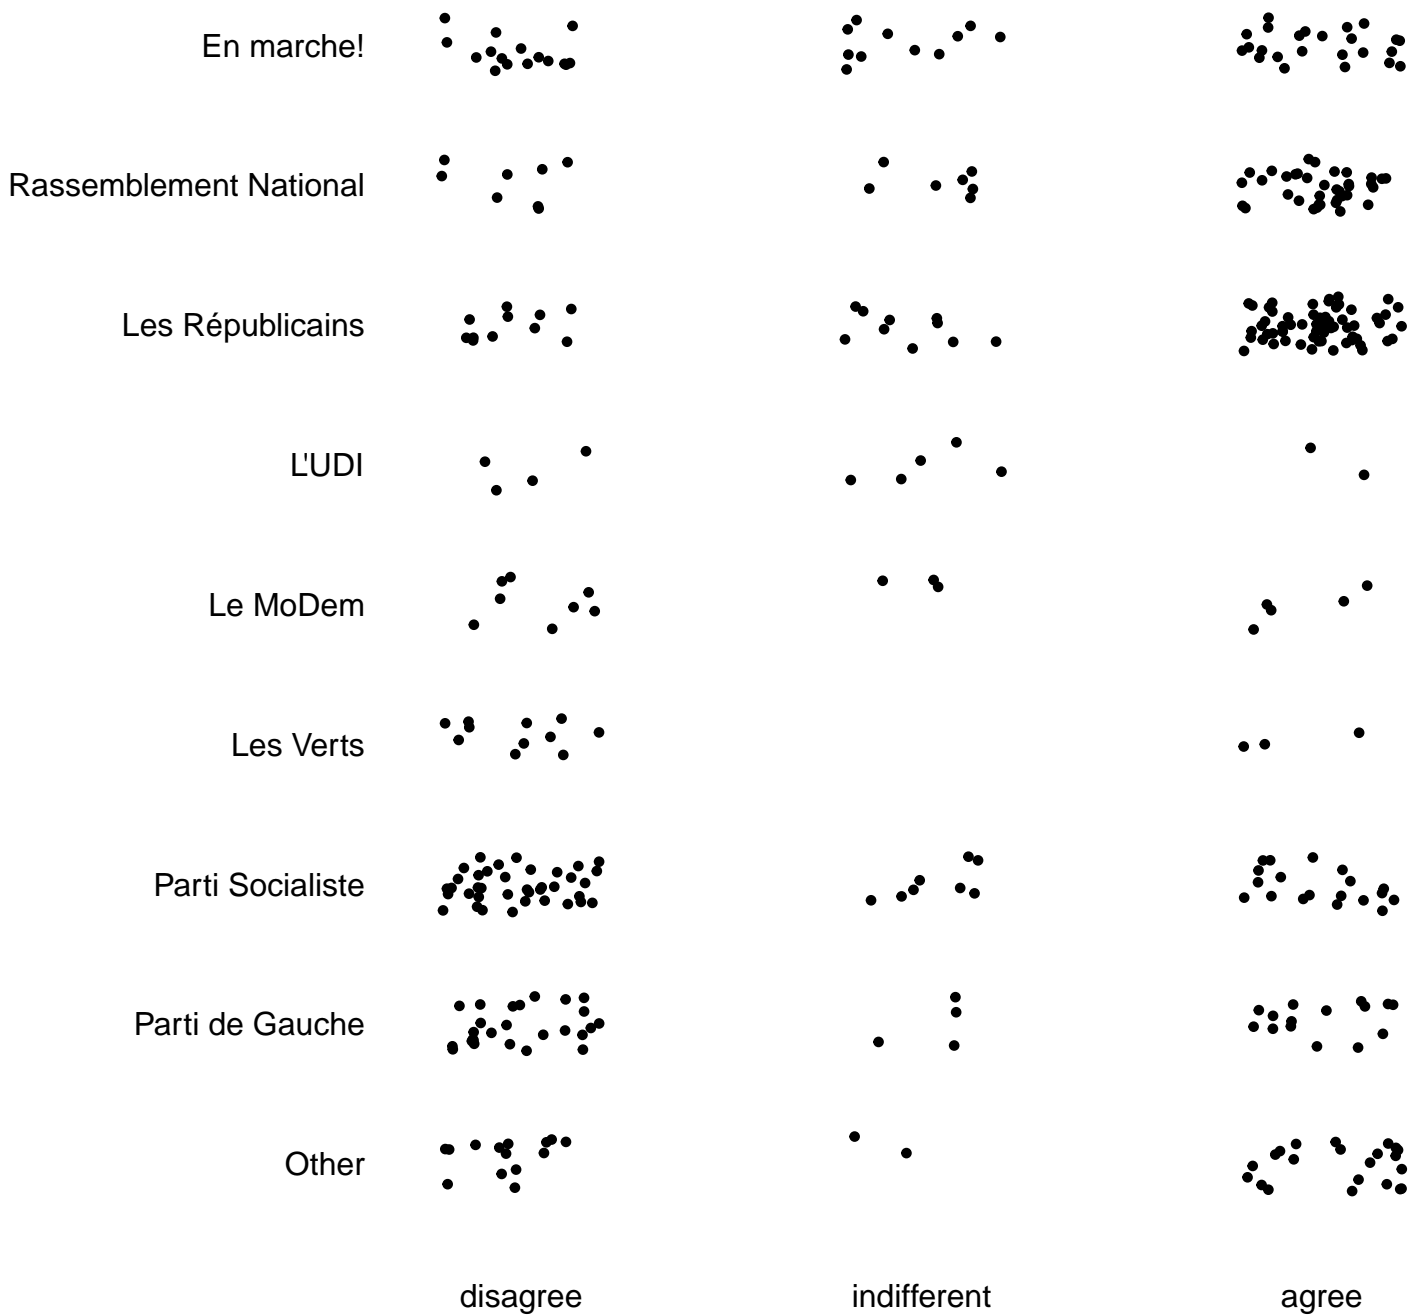 En marche!
Rassemblement National
Les Républicains
L'UDI
Le MoDem
Les Verts
Parti Socialiste
Parti de Gauche
Other
disagree indifferent agree